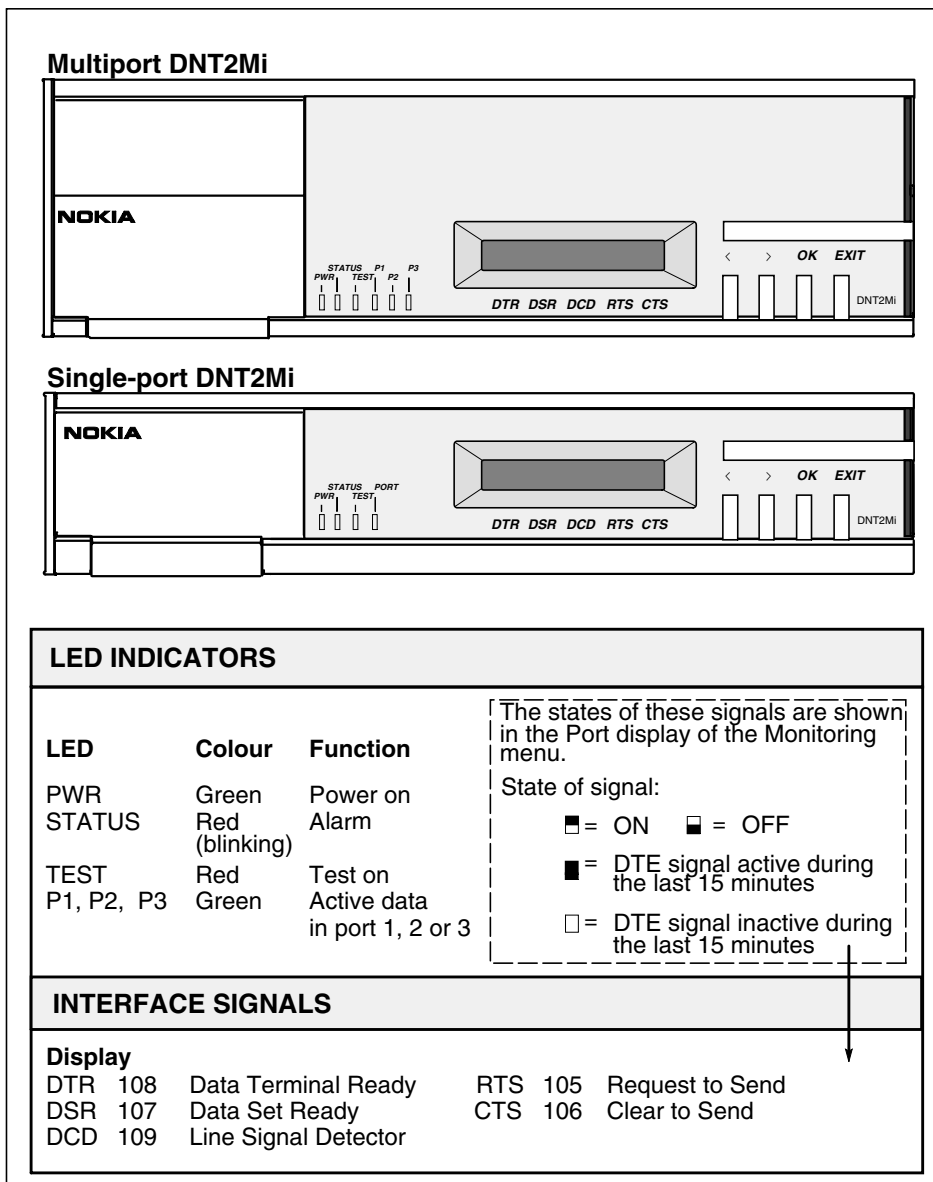 Multiport DNT2Mi
NOKIA
STATUS P1 P3
PWR TEST P2
DTR DSR DCD RTS CTS
< > OK EXIT
DNT2Mi
Single-port DNT2Mi
NOKIA
STATUS PORT
PWR TEST
DTR DSR DCD RTS CTS
< > OK EXIT
DNT2Mi
LED INDICATORS
LED Colour Function
PWR Green Power on
STATUS Red Alarm
(blinking)
TEST Red Test on
P1, P2, P3 Green Active data
in port 1, 2 or 3
The states of these signals are shown
in the Port display of the Monitoring
menu.
State of signal:
= ON = OFF
= DTE signal active during
the last 15 minutes
= DTE signal inactive during
the last 15 minutes
INTERFACE SIGNALS
Display
DTR 108 Data Terminal Ready RTS 105 Request to Send
DSR 107 Data Set Ready CTS 106 Clear to Send
DCD 109 Line Signal Detector